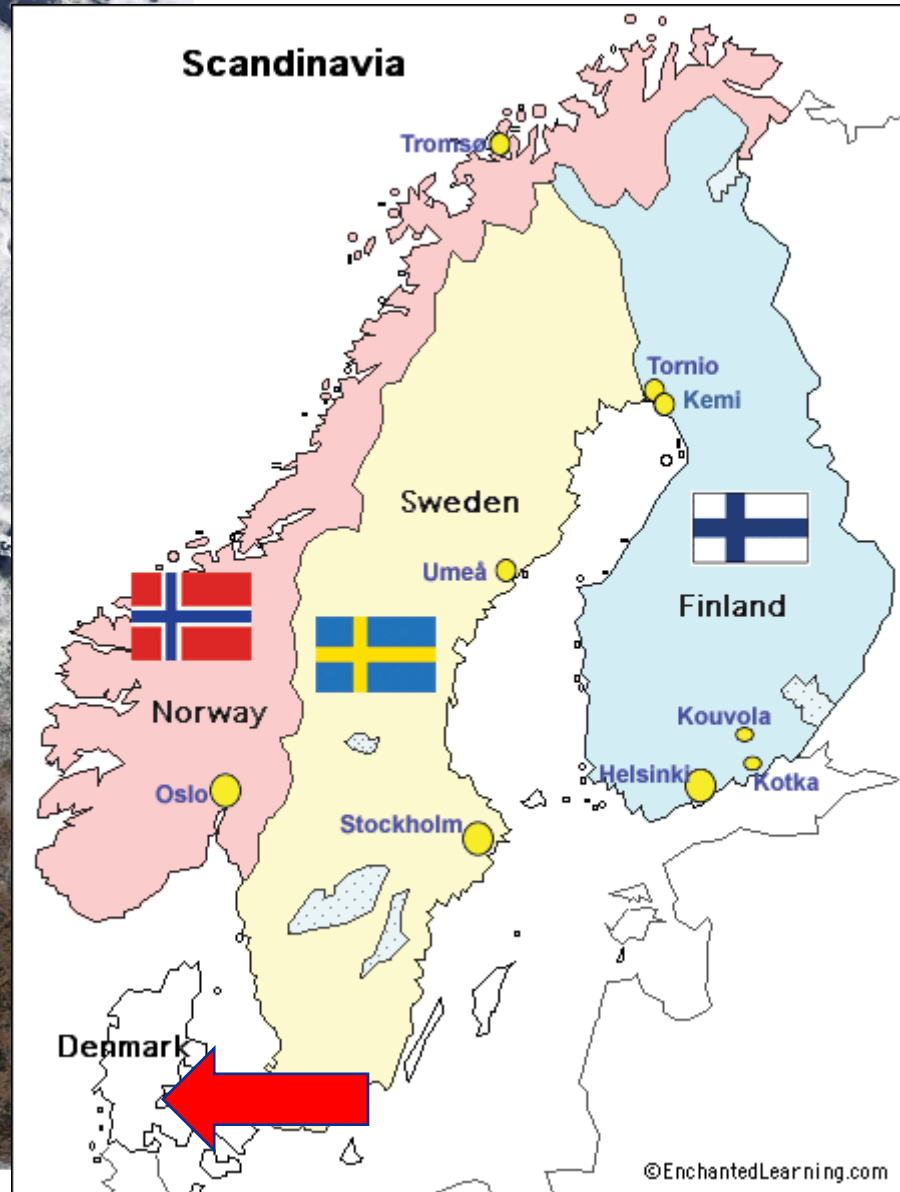 Scandinavia
Tromsø
Tornio
Kemi
Sweden
Umeå
Finland
Norway
Kouvola
Helsinki
Kotka
Oslo
Stockholm
Denmark
©EnchantedLearning.com